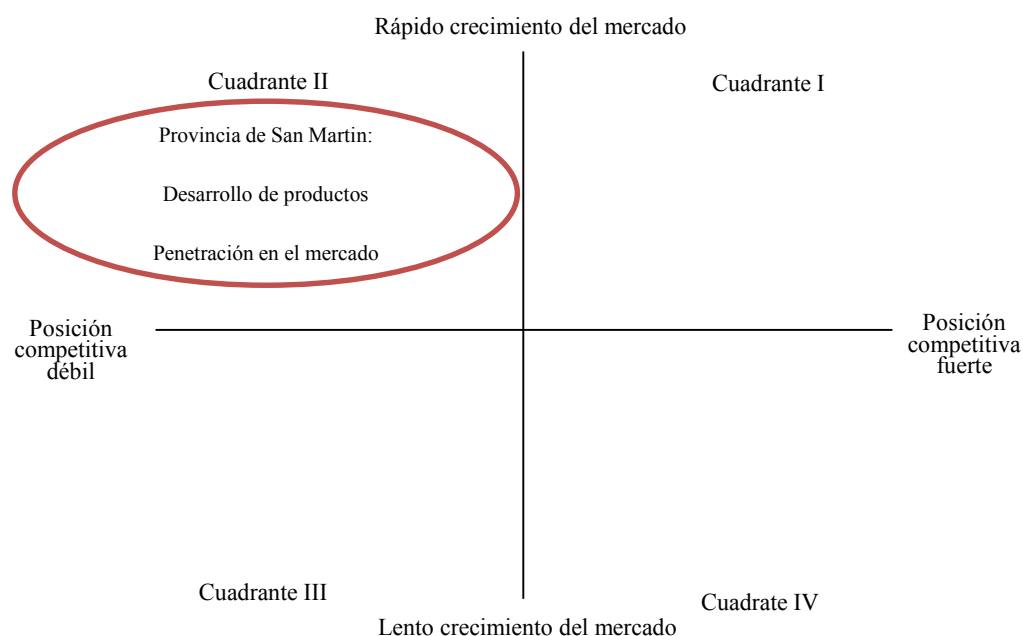 Rápido crecimiento del mercado
Cuadrante II
Cuadrante I
Provincia de San Martin:
Desarrollo de productos
Penetración en el mercado
Posición
competitiva
débil
Posición
competitiva
fuerte
Cuadrante III
Cuadrate IV
Lento crecimiento del mercado